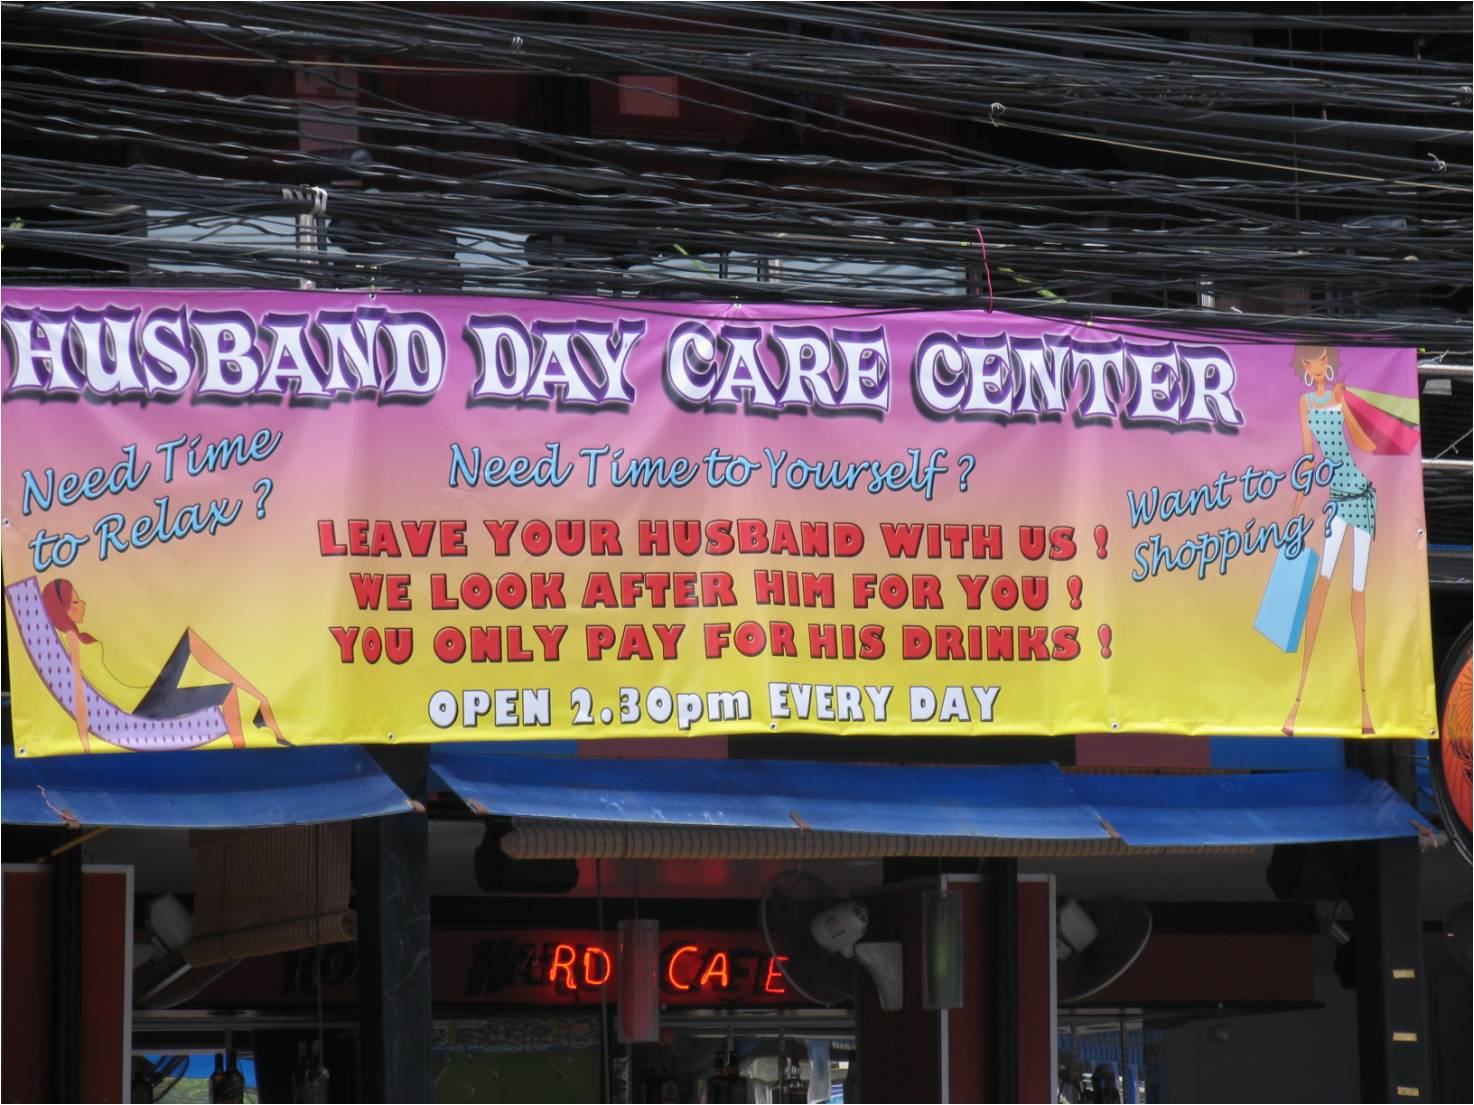 HUSBAND DAY CARE CENTER
Need Time
to Relax ?
Need Time to Yourself ?
Want to Go
Shopping ?
LEAVE YOUR HUSBAND WITH US !
WE LOOK AFTER HIM FOR YOU !
YOU ONLY PAY FOR HIS DRINKS !
OPEN 2.30pm EVERY DAY
RD CAFE